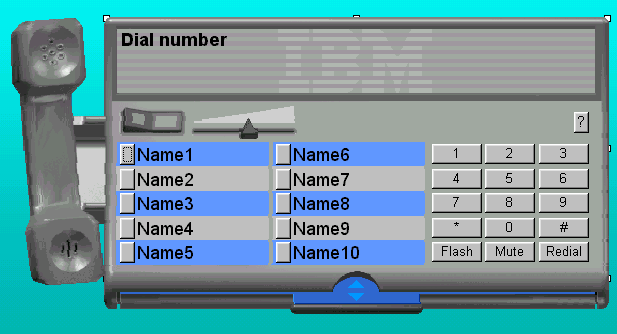 Dial number
IBM
?
Name1 Name6 1 2 3
Name2 Name7 4 5 6
Name3 Name8 7 8 9
Name4 Name9 * 0 #
Name5 Name10 Flash Mute Redial